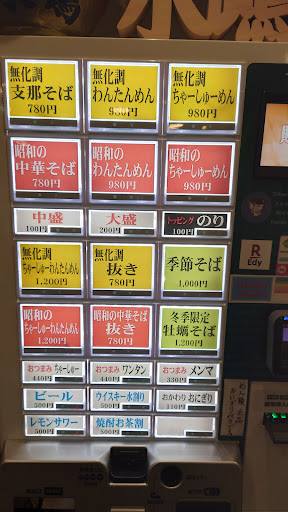 無化調
支那そば
780円
無化調
わんたんめん
980円
無化調
ちゃーしゅーめん
980円
昭和の
中華そば
780円
昭和の
わんたんめん
980円
昭和の
ちゃーしゅーめん
980円
中盛
100円
大盛
200円
トッピング のり
100円
無化調
ちゃーしゅーわんたんめん
1,200円
無化調
抜き
780円
季節そば
1,000円
昭和の
ちゃーしゅーわんたんめん
1,200円
昭和の中華そば
抜き
780円
冬季限定
牡蠣そば
1,200円
おつまみ ちゃーしゅー
440円
おつまみ ワンタン
440円
おつまみ メンマ
330円
ビール
500円
ウイスキー水割り
500円
おかわり おにぎり
レモンサワー
500円
焼酎お茶割
500円
R
Edy